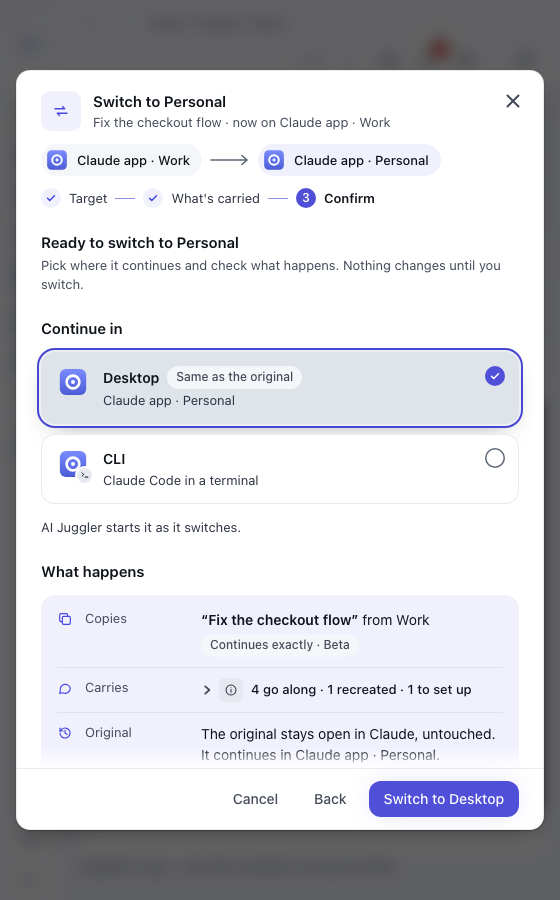 Switch to Personal
Fix the checkout flow · now on Claude app · Work
Claude app · Work
Claude app · Personal
Target
What's carried
3 Confirm
Ready to switch to Personal
Pick where it continues and check what happens. Nothing changes until you
switch.
Continue in
Desktop Same as the original
Claude app · Personal
CLI
Claude Code in a terminal
AI Juggler starts it as it switches.
What happens
Copies
“Fix the checkout flow” from Work
Continues exactly · Beta
Carries
4 go along · 1 recreated · 1 to set up
Original
The original stays open in Claude, untouched.
It continues in Claude app · Personal.
Cancel
Back
Switch to Desktop